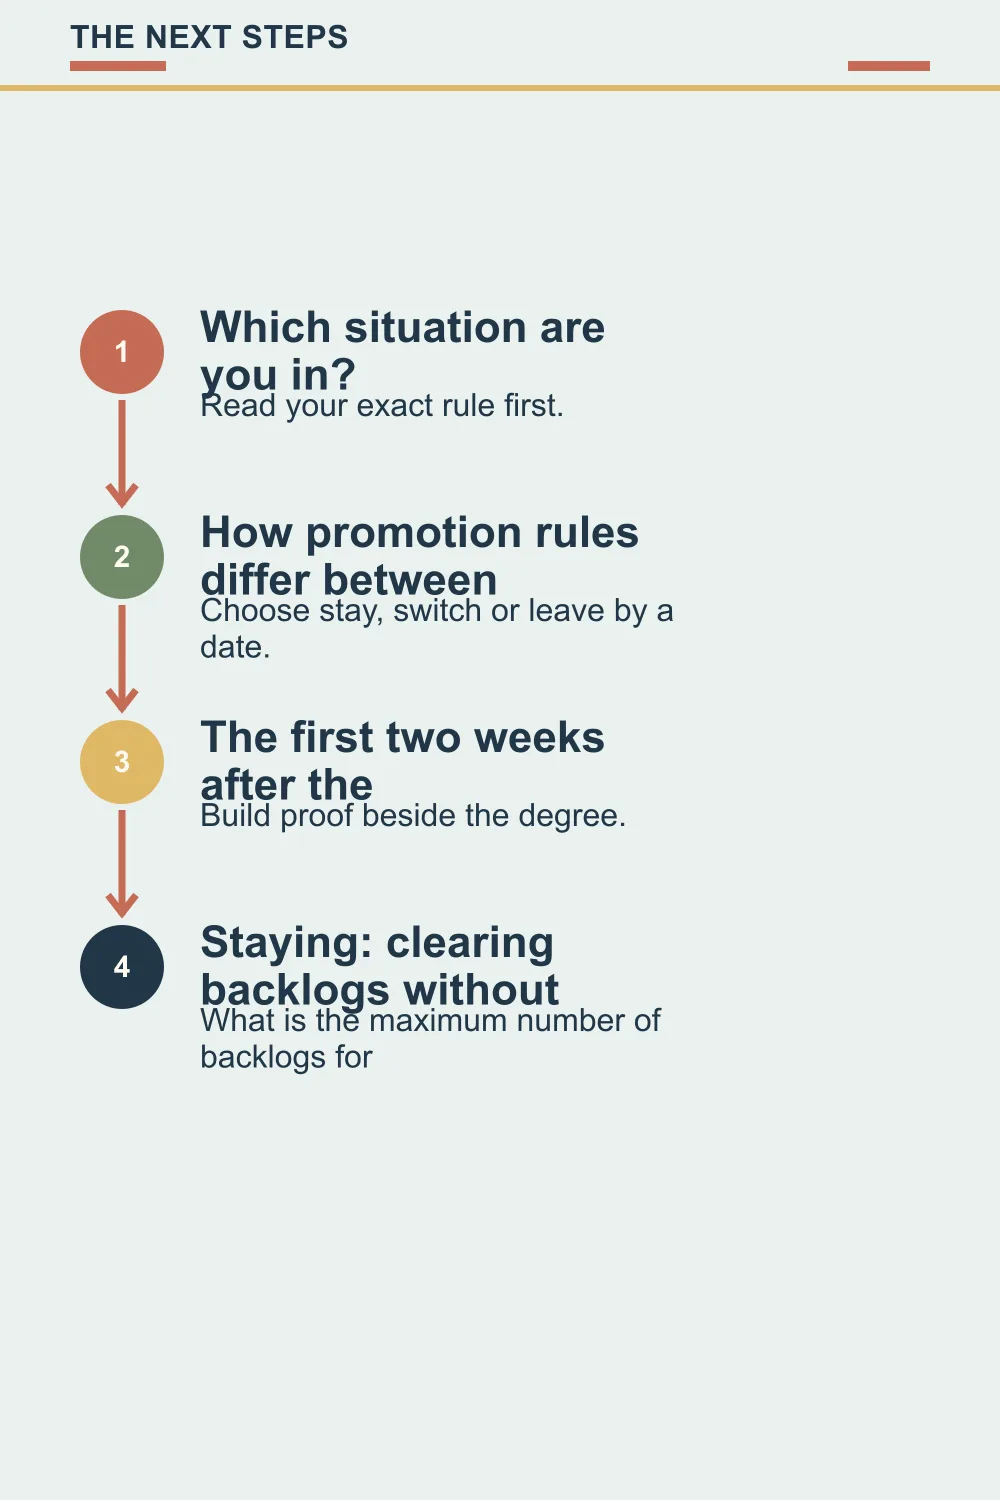 THE NEXT STEPS
1
Which situation are
you in?
Read your exact rule first.
2
How promotion rules
differ between
Choose stay, switch or leave by a
date.
3
The first two weeks
after the
Build proof beside the degree.
4
Staying: clearing
backlogs without
What is the maximum number of
backlogs for